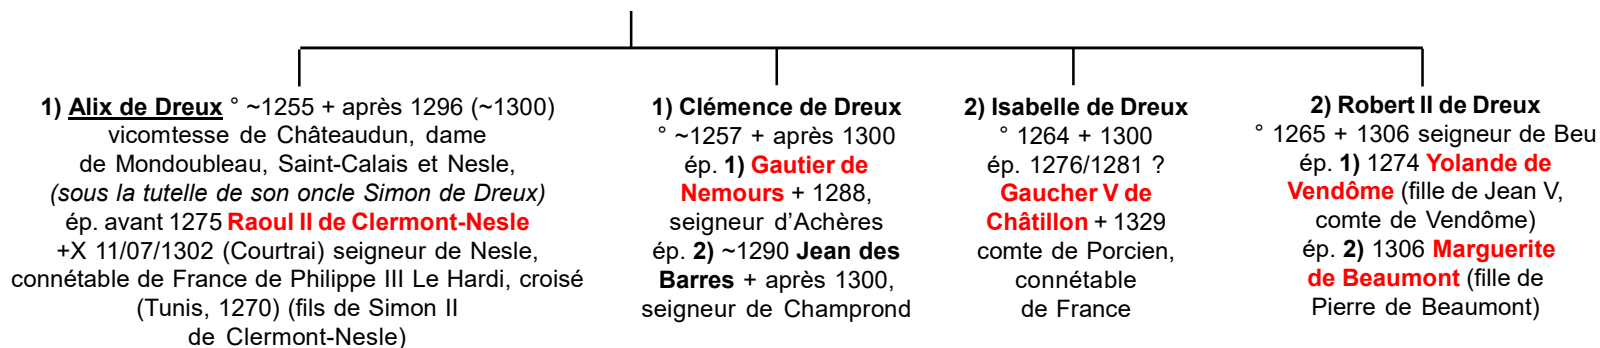 1) Alix de Dreux ° ~1255 + après 1296 (~1300)
vicomtesse de Châteaudun, dame
de Mondoubleau, Saint-Calais et Nesle,
(sous la tutelle de son oncle Simon de Dreux)
ép. avant 1275 Raoul II de Clermont-Nesle
+X 11/07/1302 (Courtrai) seigneur de Nesle,
connétable de France de Philippe III Le Hardi, croisé
(Tunis, 1270) (fils de Simon II
de Clermont-Nesle)
1) Clémence de Dreux
° ~1257 + après 1300
ép. 1) Gautier de
Nemours + 1288,
seigneur d’Achères
ép. 2) ~1290 Jean des
Barres + après 1300,
seigneur de Champrond
2) Isabelle de Dreux
° 1264 + 1300
ép. 1276/1281 ?
Gaucher V de
Châtillon + 1329
comte de Porcien,
connétable
de France
2) Robert II de Dreux
° 1265 + 1306 seigneur de Beu
ép. 1) 1274 Yolande de
Vendôme (fille de Jean V,
comte de Vendôme)
ép. 2) 1306 Marguerite
de Beaumont (fille de
Pierre de Beaumont)